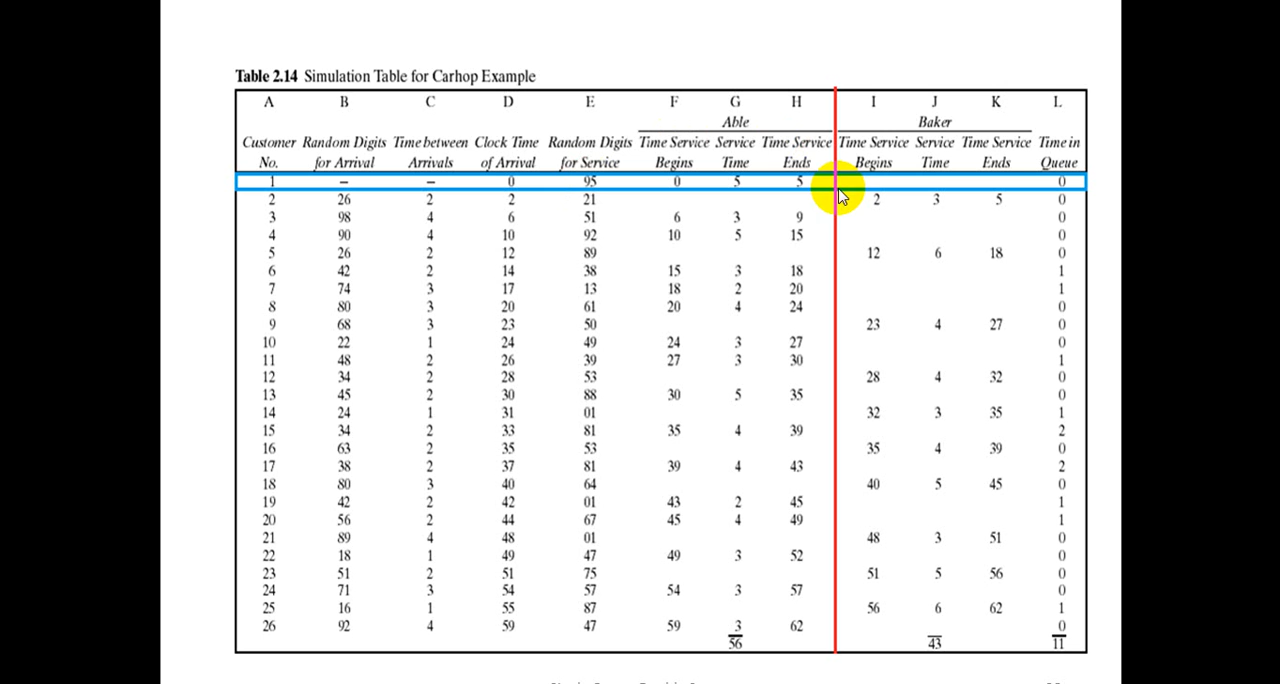 Table 2.14 Simulation Table for Carhop Example
A B C D E F G H I J K L
Able Baker
Customer Random Digits Time between Clock Time Random Digits Time Service Service Time Service Time Service Service Time Service Time in
No. for Arrival Arrivals of Arrival for Service Begins Time Ends Begins Time Ends Queue
1 – – 0 95 0 5 5 0
2 26 2 2 21 2 3 5 0
3 98 4 6 51 6 3 9 0
4 90 4 10 92 10 5 15 0
5 26 2 12 89 12 6 18 0
6 42 2 14 38 15 3 18 1
7 74 3 17 13 18 2 20 1
8 80 3 20 61 20 4 24 0
9 68 3 23 50 23 4 27 0
10 22 1 24 49 24 3 27 0
11 48 2 26 39 27 3 30 1
12 34 2 28 53 28 4 32 0
13 45 2 30 88 30 5 35 0
14 24 1 31 01 32 3 35 1
15 34 2 33 81 35 4 39 2
16 63 2 35 53 35 4 39 0
17 38 2 37 81 39 4 43 2
18 80 3 40 64 40 5 45 0
19 42 2 42 01 43 2 45 1
20 56 2 44 67 45 4 49 1
21 89 4 48 01 48 3 51 0
22 18 1 49 47 49 3 52 0
23 51 2 51 75 51 5 56 0
24 71 3 54 57 54 3 57 0
25 16 1 55 87 56 6 62 1
26 92 4 59 47 59 3 62 0
56 43 11